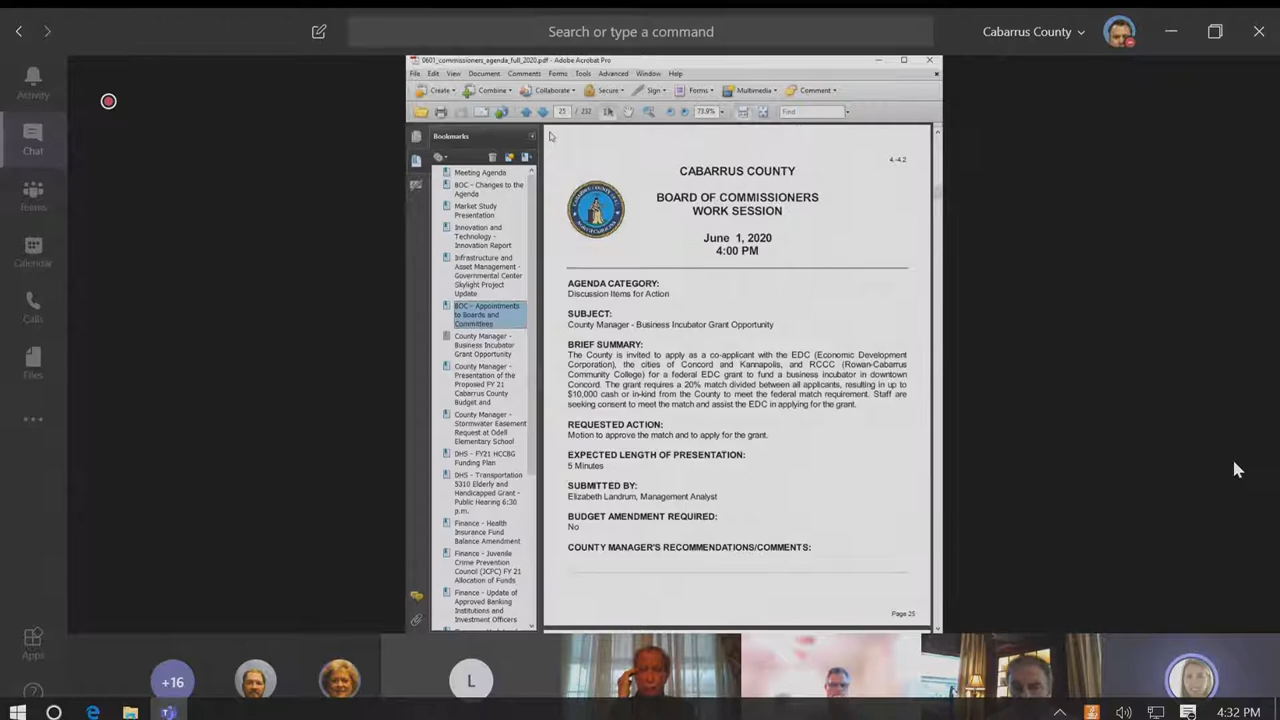 Search or type a command
Cabarrus County
Activity
Chat
Teams
Calendar
Calls
Files
Apps
0601_commissioners_agenda_full_2020.pdf - Adobe Acrobat Pro
File Edit View Document Comments Forms Tools Advanced Window Help
Create Combine Collaborate Secure Sign Forms Multimedia Comment
25 / 232 73.9% Find
Bookmarks
Meeting Agenda
BOC - Changes to the
Agenda
Market Study
Presentation
Innovation and
Technology -
Innovation Report
Infrastructure and
Asset Management -
Governmental Center
Skylight Project
Update
BOC - Appointments
to Boards and
Committees
County Manager -
Business Incubator
Grant Opportunity
County Manager -
Presentation of the
Proposed FY 21
Cabarrus County
Budget and
County Manager -
Stormwater Easement
Request at Odell
Elementary School
DHS - FY21 HCCBG
Funding Plan
DHS - Transportation
5310 Elderly and
Handicapped Grant -
Public Hearing 6:30
p.m.
Finance - Health
Insurance Fund
Balance Amendment
Finance - Juvenile
Crime Prevention
Council (JCPC) FY 21
Allocation of Funds
Finance - Update of
Approved Banking
Institutions and
Investment Officers
4.-4.2
CABARRUS COUNTY
BOARD OF COMMISSIONERS
WORK SESSION
June 1, 2020
4:00 PM
AGENDA CATEGORY:
Discussion Items for Action
SUBJECT:
County Manager - Business Incubator Grant Opportunity
BRIEF SUMMARY:
The County is invited to apply as a co-applicant with the EDC (Economic Development
Corporation), the cities of Concord and Kannapolis, and RCCC (Rowan-Cabarrus
Community College) for a federal EDC grant to fund a business incubator in downtown
Concord. The grant requires a 20% match divided between all applicants, resulting in up to
$10,000 cash or in-kind from the County to meet the federal match requirement. Staff are
seeking consent to meet the match and assist the EDC in applying for the grant.
REQUESTED ACTION:
Motion to approve the match and to apply for the grant.
EXPECTED LENGTH OF PRESENTATION:
5 Minutes
SUBMITTED BY:
Elizabeth Landrum, Management Analyst
BUDGET AMENDMENT REQUIRED:
No
COUNTY MANAGER'S RECOMMENDATIONS/COMMENTS:
Page 25
+16
L
4:32 PM